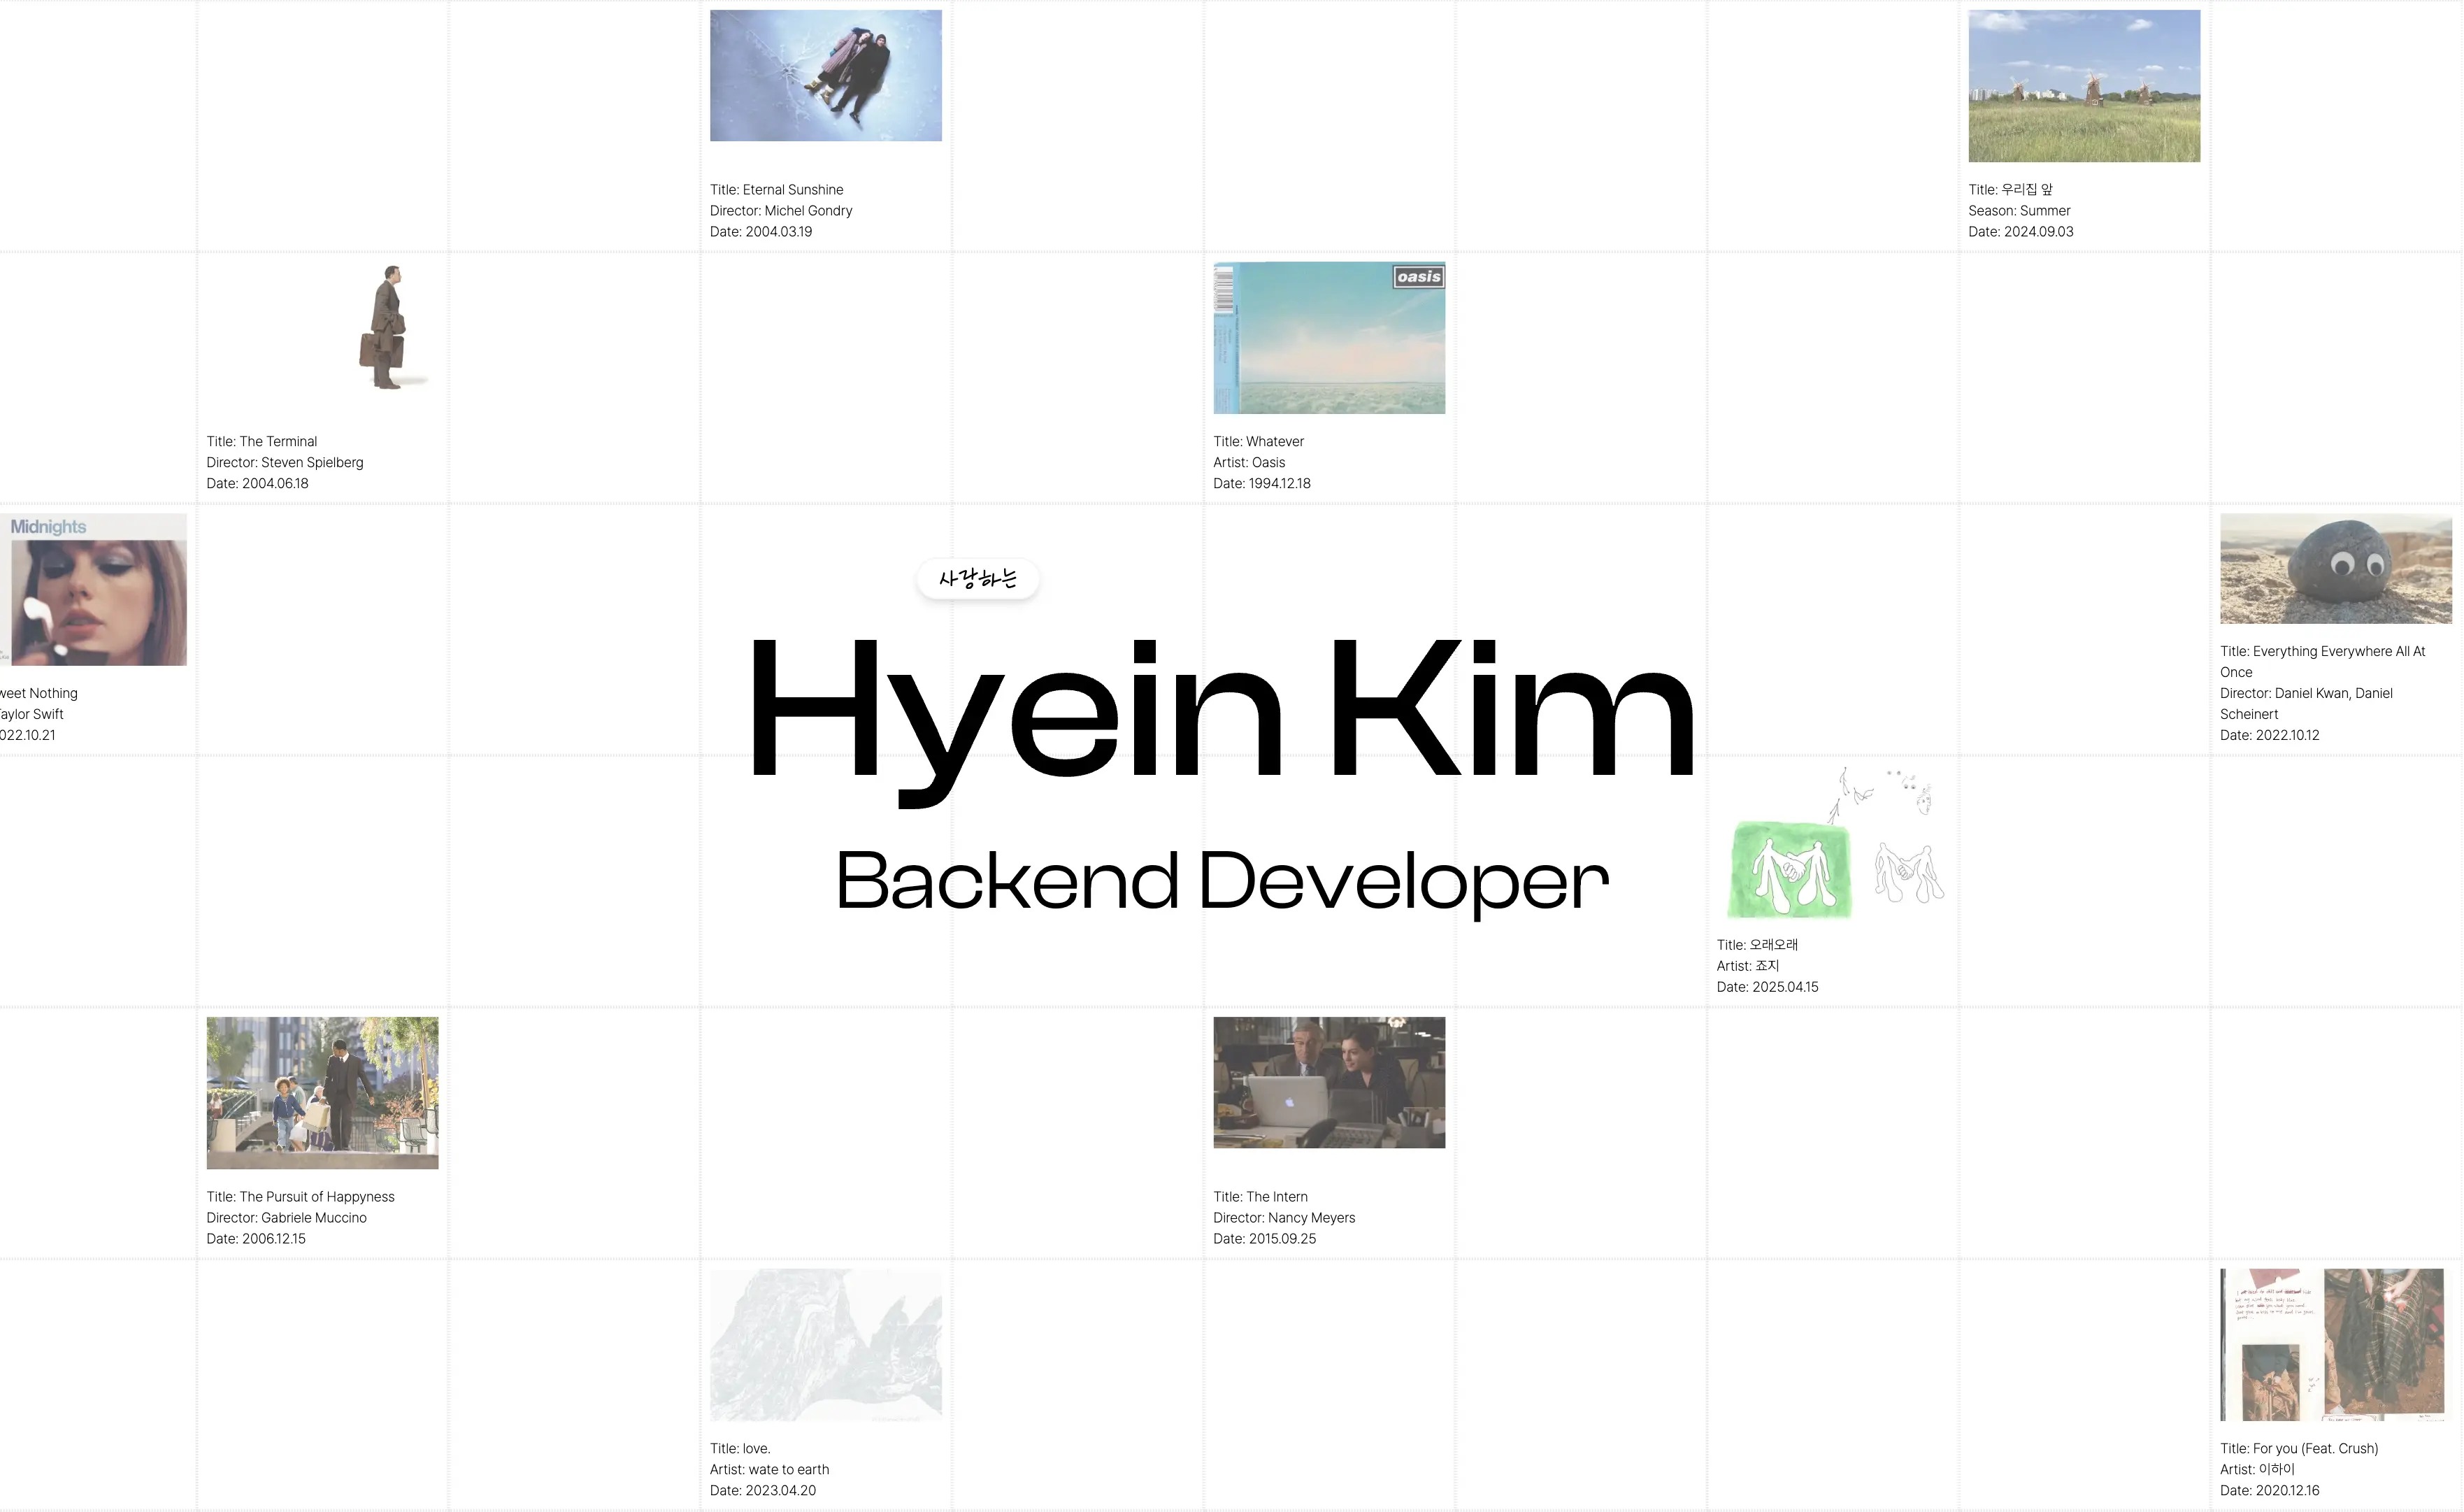 Title: Eternal Sunshine
Director: Michel Gondry
Date: 2004.03.19
Title: 우리집 앞
Season: Summer
Date: 2024.09.03
Title: The Terminal
Director: Steven Spielberg
Date: 2004.06.18
oasis
Title: Whatever
Artist: Oasis
Date: 1994.12.18
Midnights
weet Nothing
aylor Swift
022.10.21
사랑하는
Hyein Kim
Backend Developer
Title: Everything Everywhere All At
Once
Director: Daniel Kwan, Daniel
Scheinert
Date: 2022.10.12
Title: 오래오래
Artist: 죠지
Date: 2025.04.15
Title: The Pursuit of Happyness
Director: Gabriele Muccino
Date: 2006.12.15
Title: The Intern
Director: Nancy Meyers
Date: 2015.09.25
Title: love.
Artist: wate to earth
Date: 2023.04.20
Title: For you (Feat. Crush)
Artist: 이하이
Date: 2020.12.16